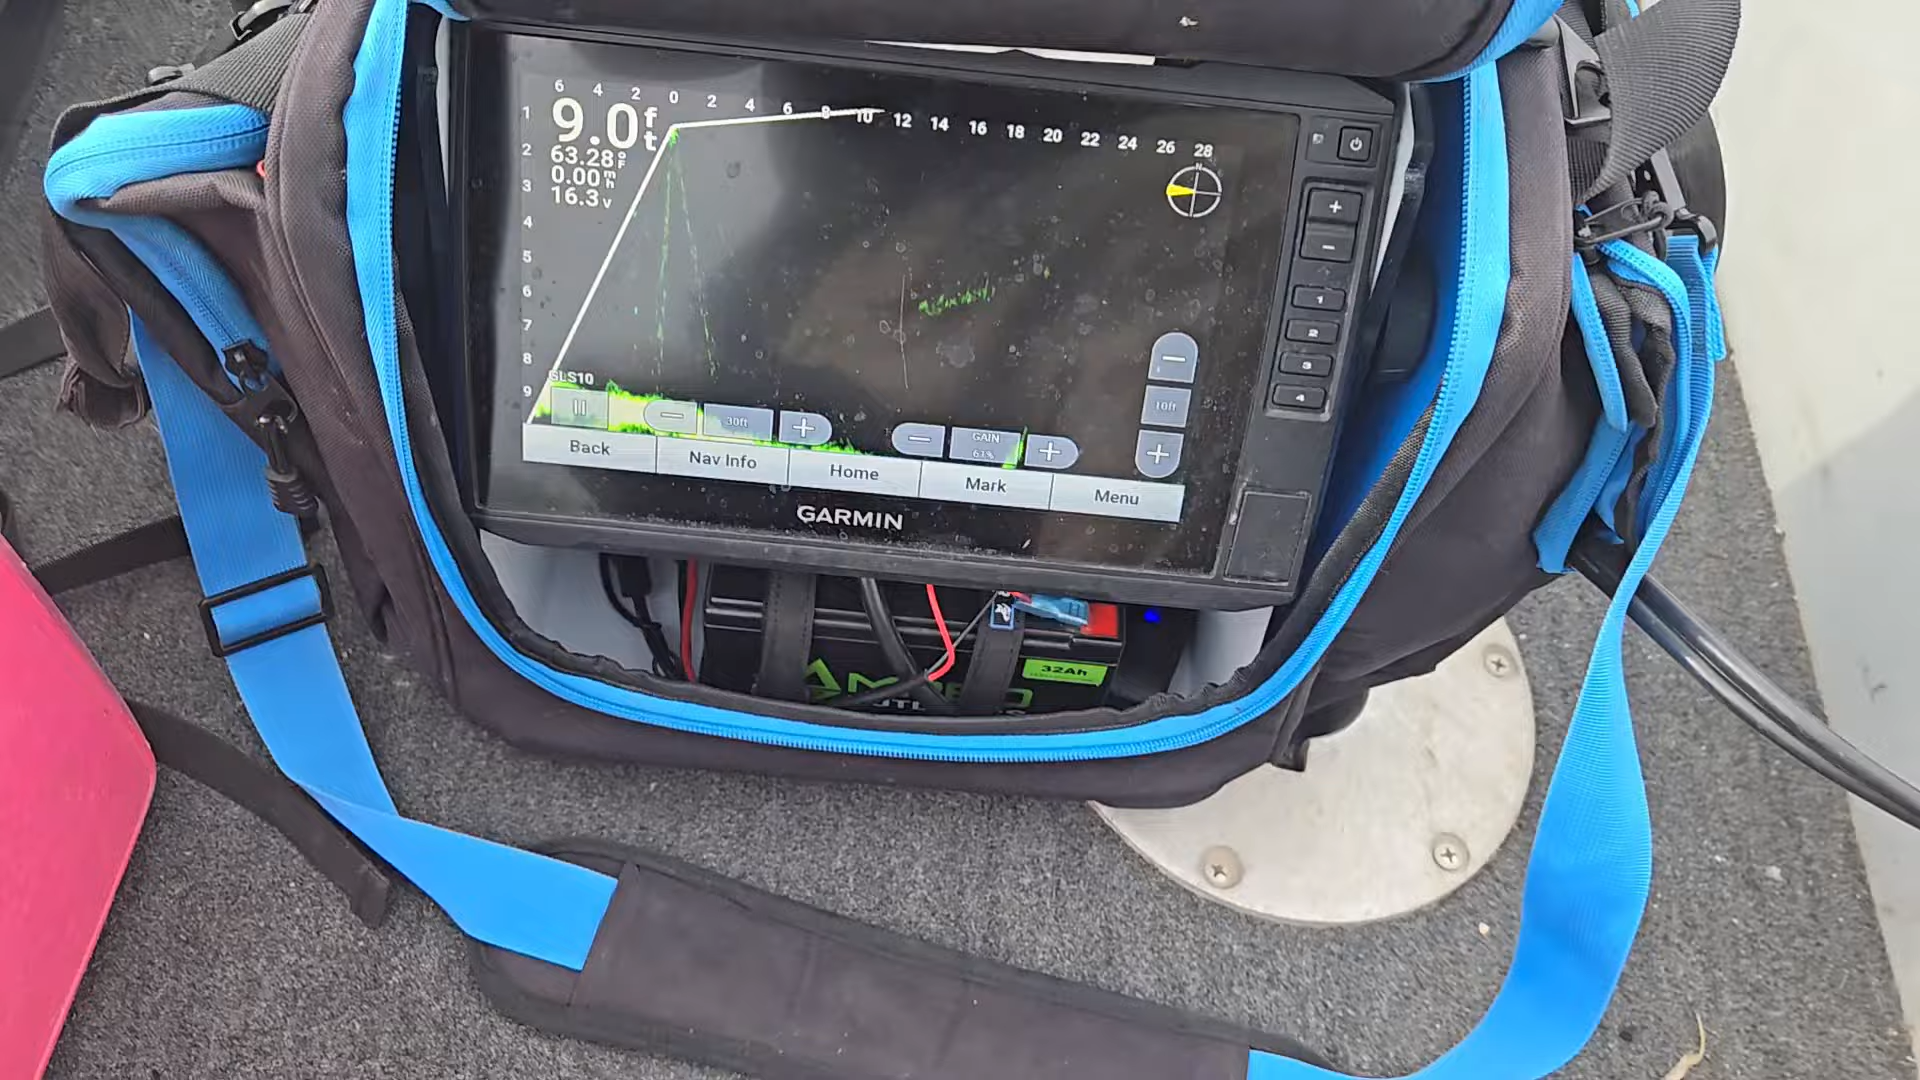 6 4 2 0 2 4 6 8 10 12 14 16 18 20 22 24 26 28
9.0 ft
63.28 °F
0.00 mh
16.3 v
N
1
2
3
4
5
6
7
8
9
GLS10
30ft
GAIN
63%
10ft
Back Nav Info Home Mark Menu
GARMIN
1
2
3
4
32Ah